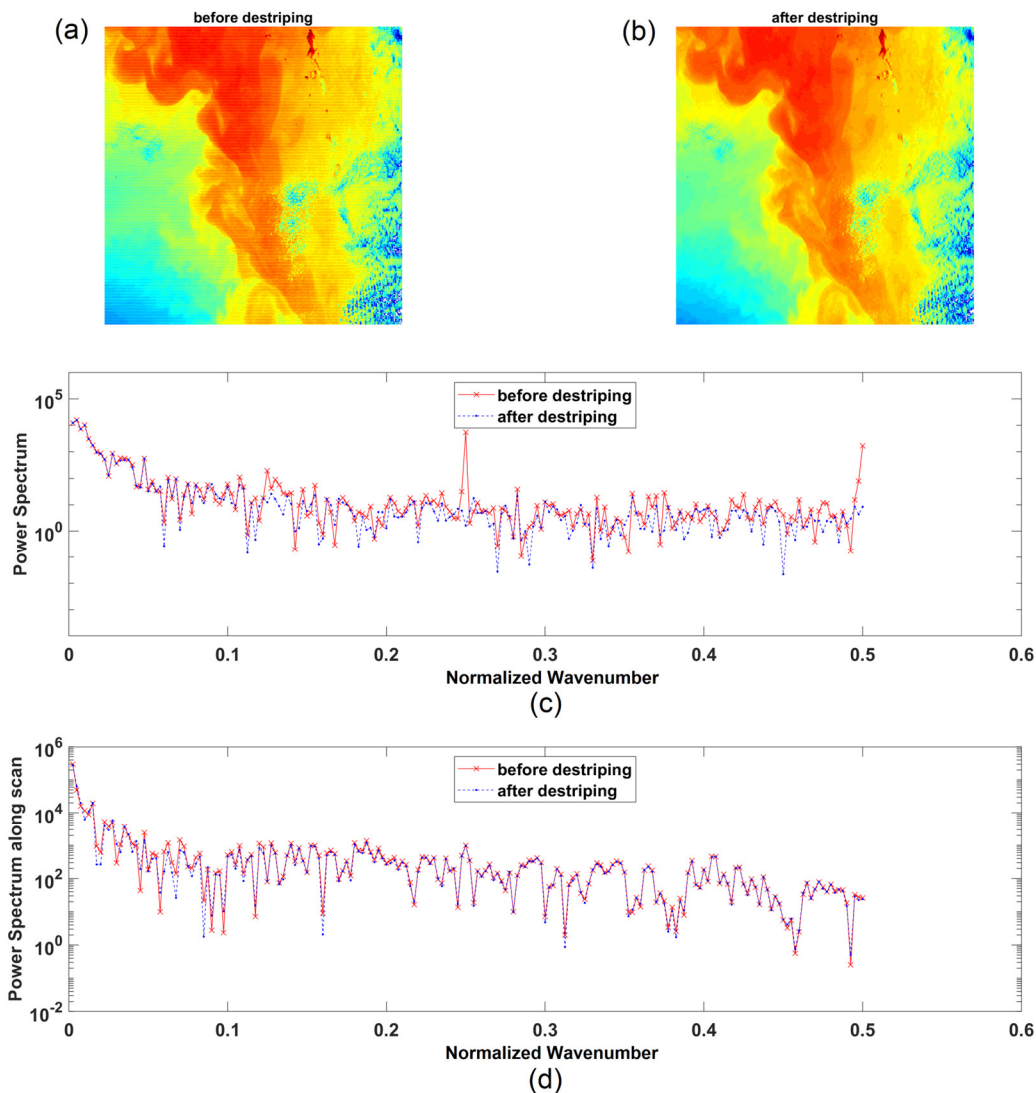 (a)
before destriping
(b)
after destriping
10^5
10^0
Power Spectrum
before destriping
after destriping
0 0.1 0.2 0.3 0.4 0.5 0.6
Normalized Wavenumber
(c)
10^6
10^4
10^2
10^0
10^-2
Power Spectrum along scan
before destriping
after destriping
0 0.1 0.2 0.3 0.4 0.5 0.6
Normalized Wavenumber
(d)